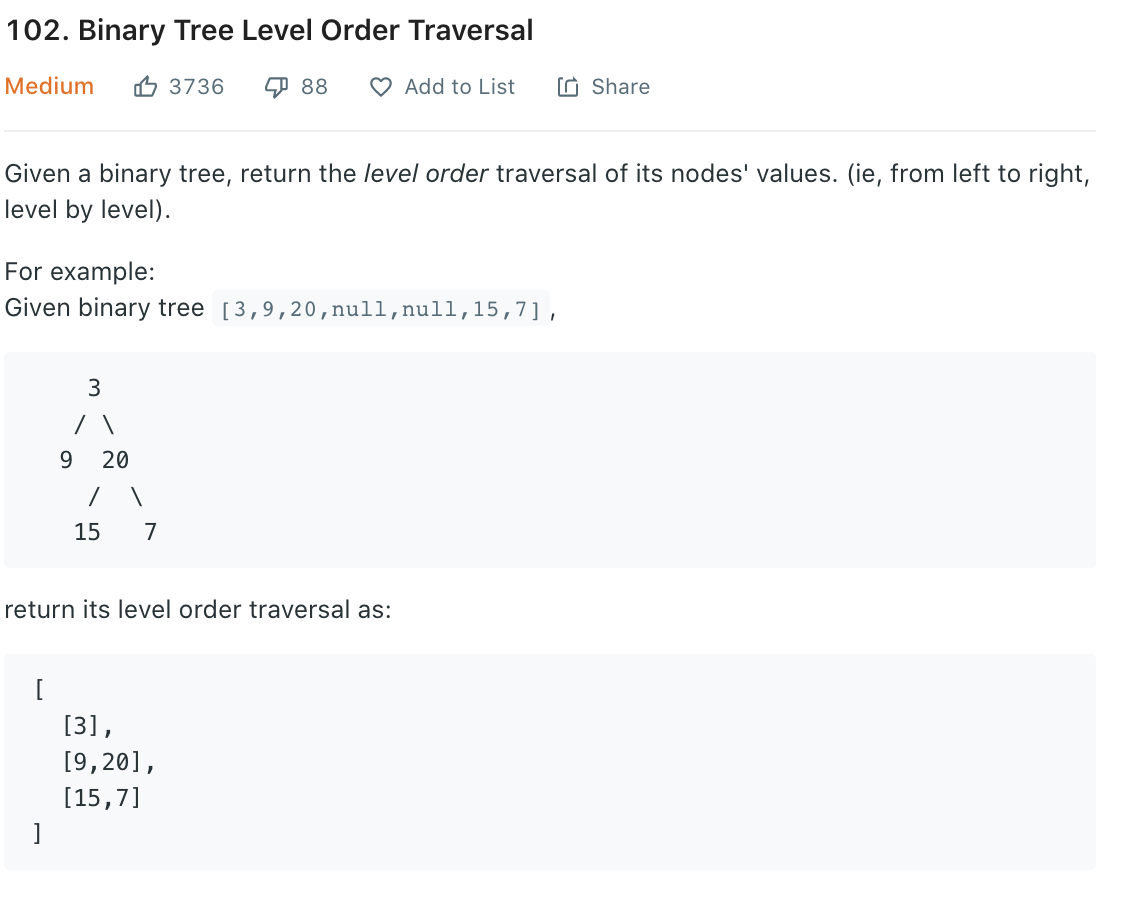 102. Binary Tree Level Order Traversal
Medium 3736 88 Add to List Share
Given a binary tree, return the level order traversal of its nodes' values. (ie, from left to right,
level by level).
For example:
Given binary tree [3,9,20,null,null,15,7],
    3
   / \
  9  20
    /  \
   15   7
return its level order traversal as:
[
  [3],
  [9,20],
  [15,7]
]